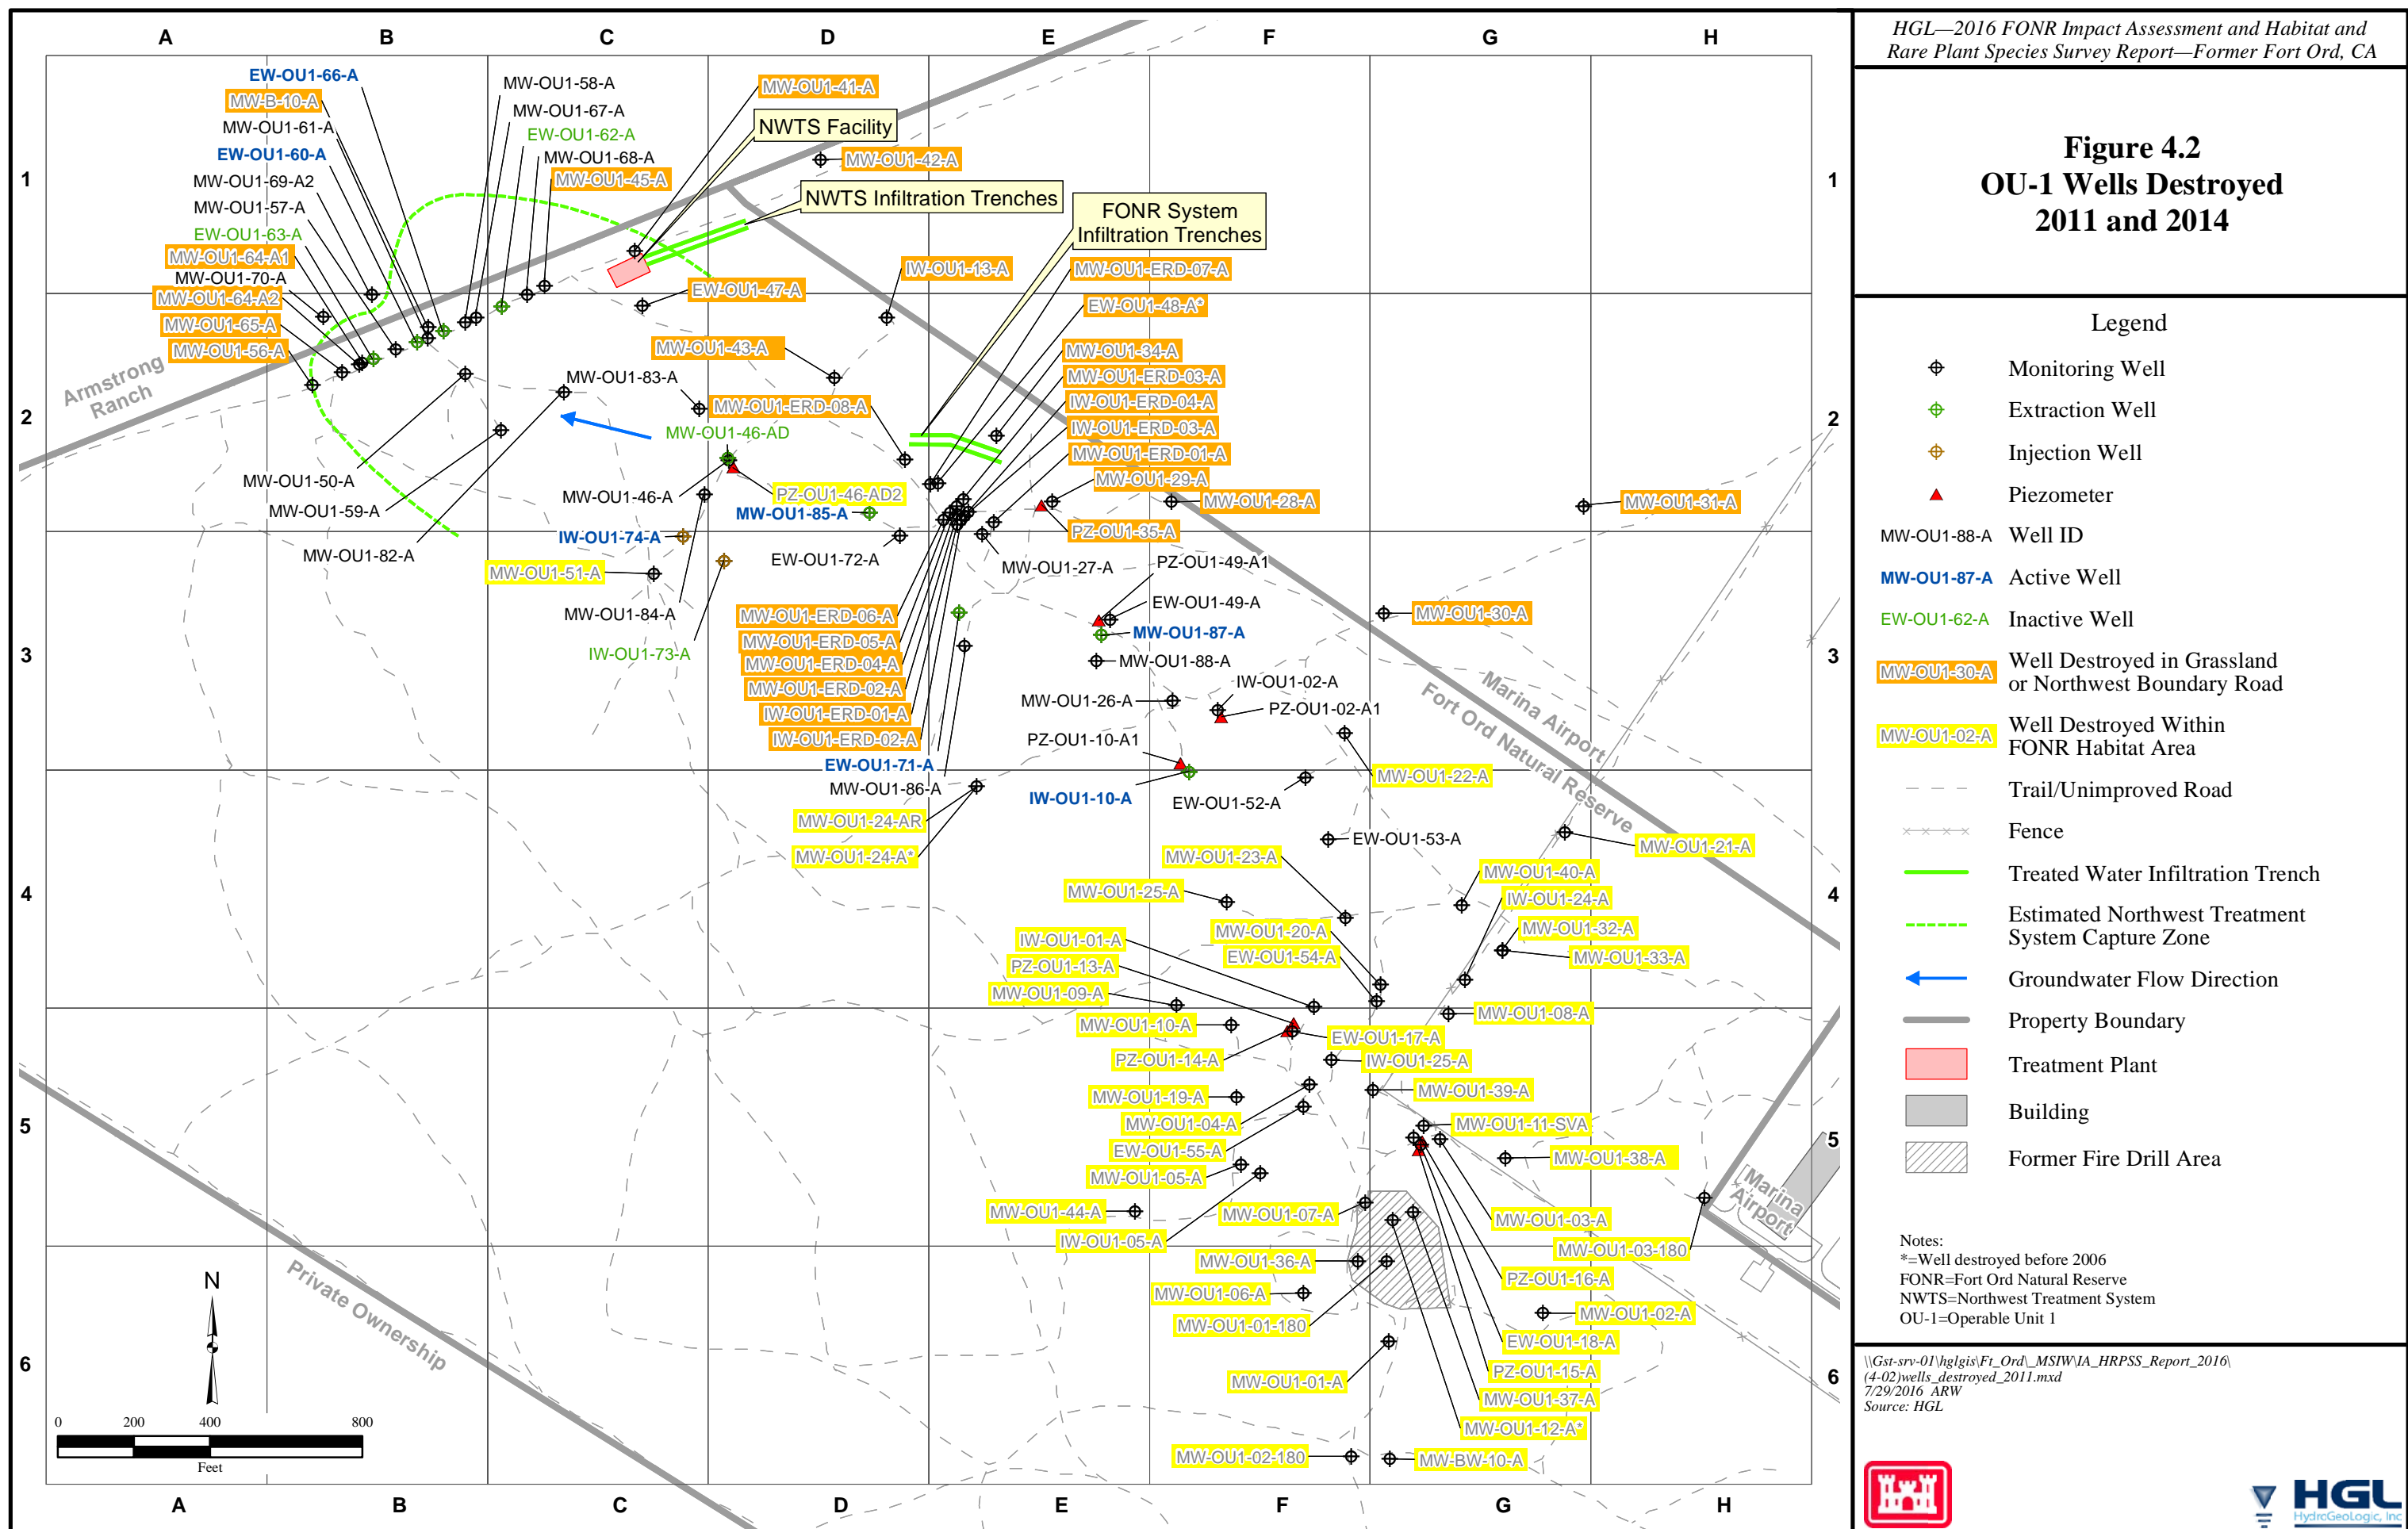 A
B
C
D
E
F
G
H
HGL—2016 FONR Impact Assessment and Habitat and
Rare Plant Species Survey Report—Former Fort Ord, CA
Figure 4.2
OU-1 Wells Destroyed
2011 and 2014
EW-OU1-66-A
MW-B-10-A
MW-OU1-61-A
EW-OU1-60-A
MW-OU1-69-A2
MW-OU1-57-A
EW-OU1-63-A
MW-OU1-64-A1
MW-OU1-70-A
MW-OU1-64-A2
MW-OU1-65-A
MW-OU1-56-A
MW-OU1-58-A
MW-OU1-67-A
EW-OU1-62-A
MW-OU1-68-A
MW-OU1-45-A
MW-OU1-41-A
NWTS Facility
MW-OU1-42-A
NWTS Infiltration Trenches
FONR System
Infiltration Trenches
IW-OU1-13-A
EW-OU1-47-A
MW-OU1-ERD-07-A
EW-OU1-48-A*
MW-OU1-34-A
MW-OU1-ERD-03-A
IW-OU1-ERD-04-A
IW-OU1-ERD-03-A
MW-OU1-ERD-01-A
MW-OU1-29-A
MW-OU1-28-A
MW-OU1-31-A
PZ-OU1-35-A
MW-OU1-43-A
MW-OU1-83-A
MW-OU1-ERD-08-A
MW-OU1-46-AD
PZ-OU1-46-AD2
MW-OU1-46-A
MW-OU1-85-A
IW-OU1-74-A
EW-OU1-72-A
MW-OU1-51-A
MW-OU1-84-A
IW-OU1-73-A
MW-OU1-50-A
MW-OU1-59-A
MW-OU1-82-A
Armstrong
Ranch
MW-OU1-27-A
PZ-OU1-49-A1
EW-OU1-49-A
MW-OU1-87-A
MW-OU1-88-A
MW-OU1-30-A
MW-OU1-ERD-06-A
MW-OU1-ERD-05-A
MW-OU1-ERD-04-A
MW-OU1-ERD-02-A
IW-OU1-ERD-01-A
IW-OU1-ERD-02-A
EW-OU1-71-A
MW-OU1-86-A
MW-OU1-24-AR
MW-OU1-24-A*
MW-OU1-26-A
IW-OU1-02-A
PZ-OU1-02-A1
PZ-OU1-10-A1
IW-OU1-10-A
EW-OU1-52-A
MW-OU1-22-A
EW-OU1-53-A
Marina Airport
Fort Ord Natural Reserve
MW-OU1-21-A
MW-OU1-23-A
MW-OU1-25-A
MW-OU1-40-A
IW-OU1-24-A
MW-OU1-32-A
MW-OU1-33-A
MW-OU1-20-A
EW-OU1-54-A
IW-OU1-01-A
PZ-OU1-13-A
MW-OU1-09-A
MW-OU1-10-A
PZ-OU1-14-A
MW-OU1-08-A
EW-OU1-17-A
IW-OU1-25-A
MW-OU1-39-A
MW-OU1-19-A
MW-OU1-04-A
EW-OU1-55-A
MW-OU1-05-A
MW-OU1-44-A
IW-OU1-05-A
MW-OU1-07-A
MW-OU1-11-SVA
MW-OU1-38-A
MW-OU1-03-A
MW-OU1-03-180
PZ-OU1-16-A
MW-OU1-02-A
EW-OU1-18-A
PZ-OU1-15-A
MW-OU1-37-A
MW-OU1-12-A*
MW-OU1-36-A
MW-OU1-06-A
MW-OU1-01-180
MW-OU1-01-A
MW-OU1-02-180
MW-BW-10-A
Marina
Airport
Private Ownership
1
2
3
4
5
6
1
2
3
4
5
6
N
0
200
400
800
Feet
A
B
C
D
E
F
G
H
Legend
Monitoring Well
Extraction Well
Injection Well
Piezometer
MW-OU1-88-A Well ID
MW-OU1-87-A Active Well
EW-OU1-62-A Inactive Well
MW-OU1-30-A Well Destroyed in Grassland
or Northwest Boundary Road
MW-OU1-02-A Well Destroyed Within
FONR Habitat Area
Trail/Unimproved Road
Fence
Treated Water Infiltration Trench
Estimated Northwest Treatment
System Capture Zone
Groundwater Flow Direction
Property Boundary
Treatment Plant
Building
Former Fire Drill Area
Notes:
*=Well destroyed before 2006
FONR=Fort Ord Natural Reserve
NWTS=Northwest Treatment System
OU-1=Operable Unit 1
\\Gst-srv-01\hglgis\Ft_Ord\_MSIW\IA_HRPSS_Report_2016\
(4-02)wells_destroyed_2011.mxd
7/29/2016 ARW
Source: HGL
HGL
HydroGeoLogic, Inc